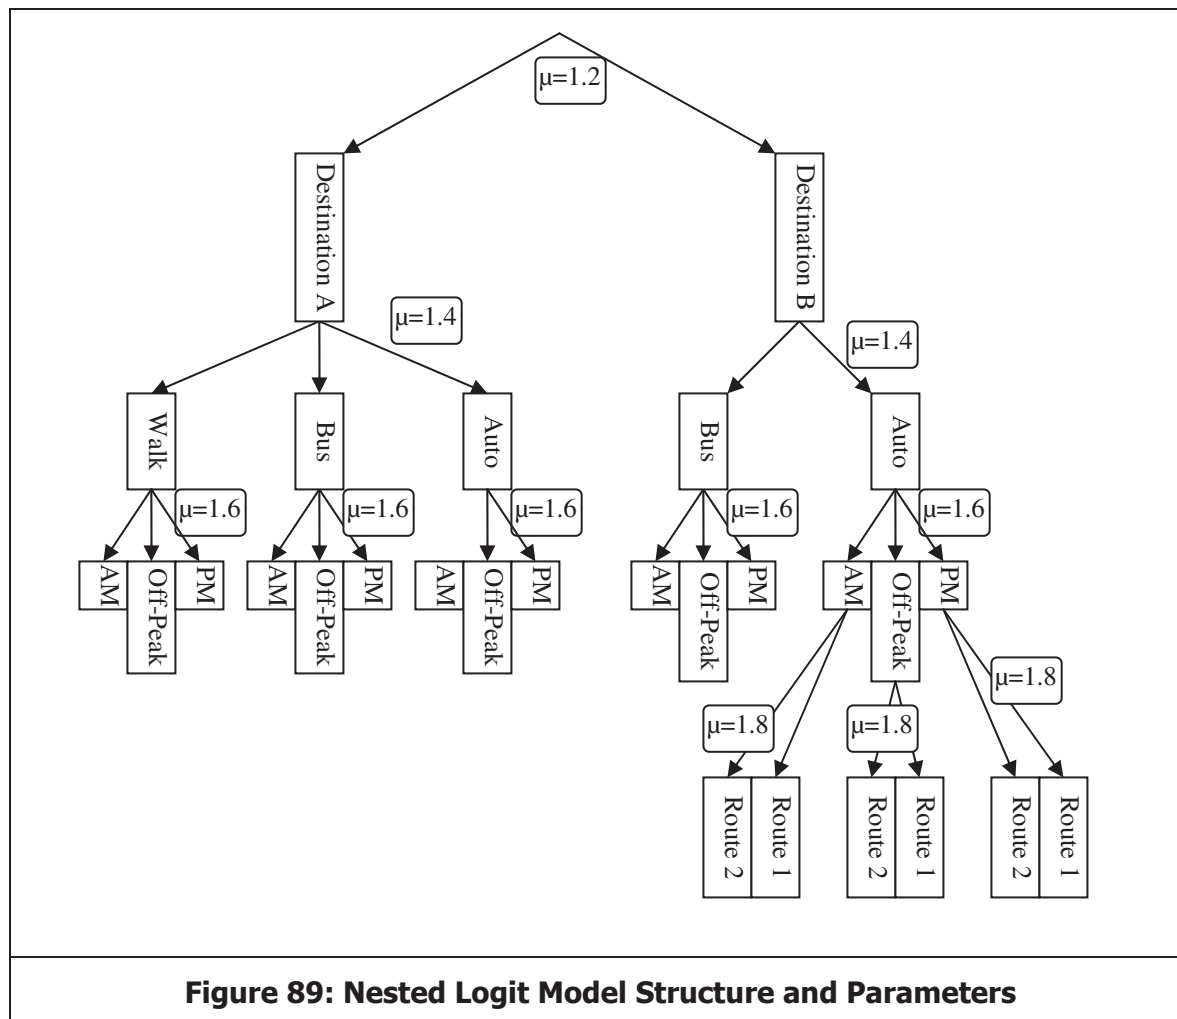 μ=1.2
Destination A
Destination B
μ=1.4
μ=1.4
Walk
Bus
Auto
Bus
Auto
μ=1.6
μ=1.6
μ=1.6
μ=1.6
μ=1.6
AM
Off-Peak
PM
AM
Off-Peak
PM
AM
Off-Peak
PM
AM
Off-Peak
PM
AM
Off-Peak
PM
μ=1.8
μ=1.8
μ=1.8
Route 2
Route 1
Route 2
Route 1
Route 2
Route 1
Figure 89: Nested Logit Model Structure and Parameters